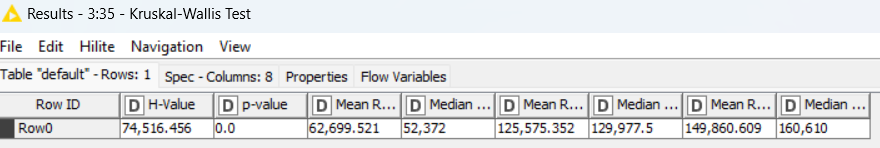 Results - 3:35 - Kruskal-Wallis Test
File Edit Hilite Navigation View
Table "default" - Rows: 1 Spec - Columns: 8 Properties Flow Variables
Row ID D H-Value D p-value D Mean R... D Median ... D Mean R... D Median ... D Mean R... D Median ...
Row0 74,516.456 0.0 62,699.521 52,372 125,575.352 129,977.5 149,860.609 160,610